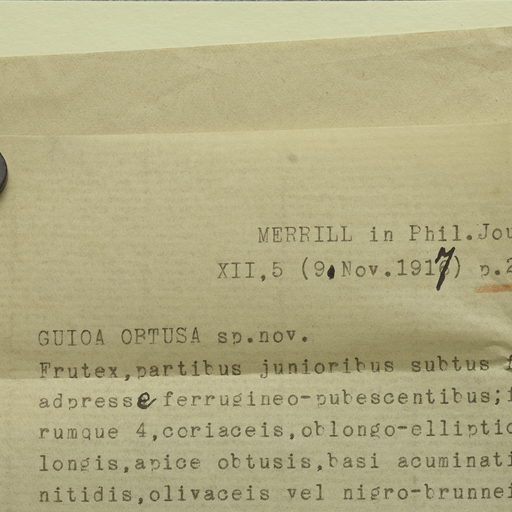 MERRILL in Phil.Jou
XII,5 (9.Nov.1917) p.2
GUIOA OBTUSA sp.nov.
Frutex,partibus junioribus subtus f
adpresse ferrugineo-pubescentibus;f
rumque 4,coriaceis,oblongo-elliptic
longis,apice obtusis,basi acuminati
nitidis,olivaceis vel nigro-brunnei